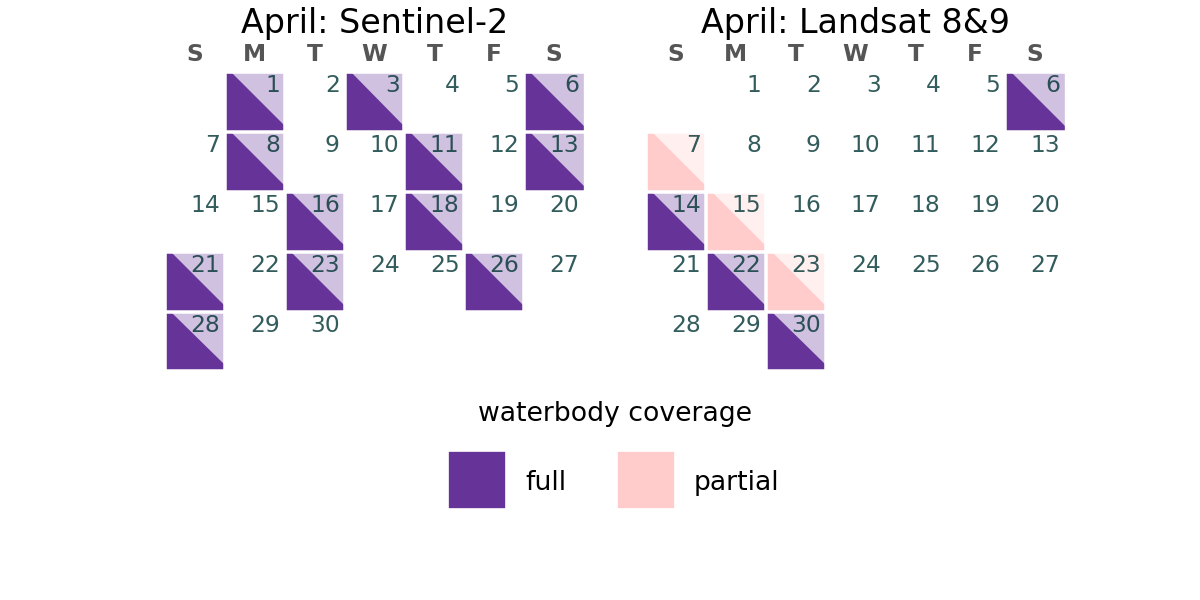 April: Sentinel-2
S M T W T F S
1 2 3 4 5 6
7 8 9 10 11 12 13
14 15 16 17 18 19 20
21 22 23 24 25 26 27
28 29 30
April: Landsat 8&9
S M T W T F S
1 2 3 4 5 6
7 8 9 10 11 12 13
14 15 16 17 18 19 20
21 22 23 24 25 26 27
28 29 30
waterbody coverage
full
partial